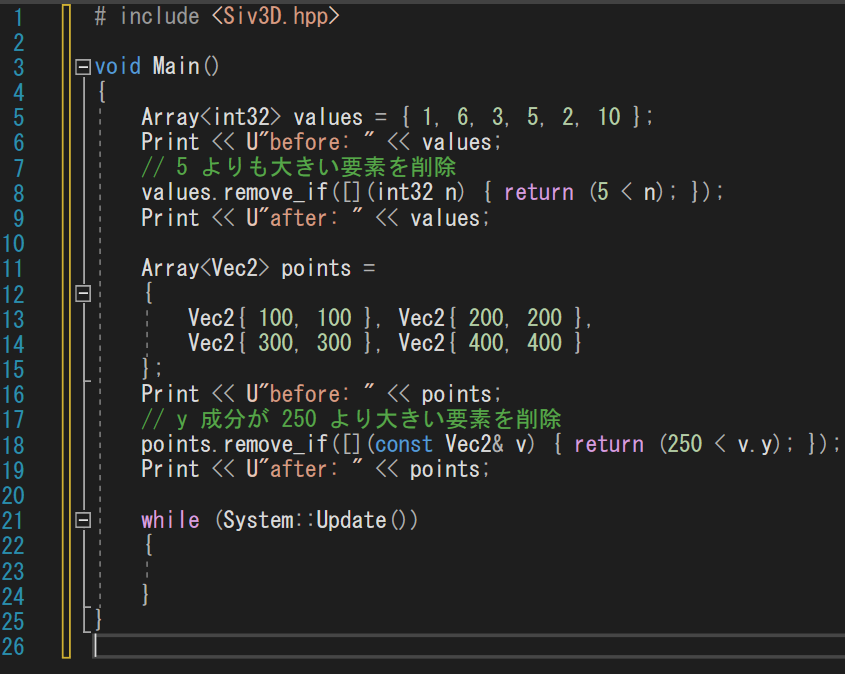 1 # include <Siv3D.hpp>
2
3 void Main()
4 {
5 Array<int32> values = { 1, 6, 3, 5, 2, 10 };
6 Print << U"before: " << values;
7 // 5 よりも大きい要素を削除
8 values.remove_if([](int32 n) { return (5 < n); });
9 Print << U"after: " << values;
10
11 Array<Vec2> points =
12 {
13 Vec2{ 100, 100 }, Vec2{ 200, 200 },
14 Vec2{ 300, 300 }, Vec2{ 400, 400 }
15 };
16 Print << U"before: " << points;
17 // y 成分が 250 より大きい要素を削除
18 points.remove_if([](const Vec2& v) { return (250 < v.y); });
19 Print << U"after: " << points;
20
21 while (System::Update())
22 {
23
24 }
25 }
26